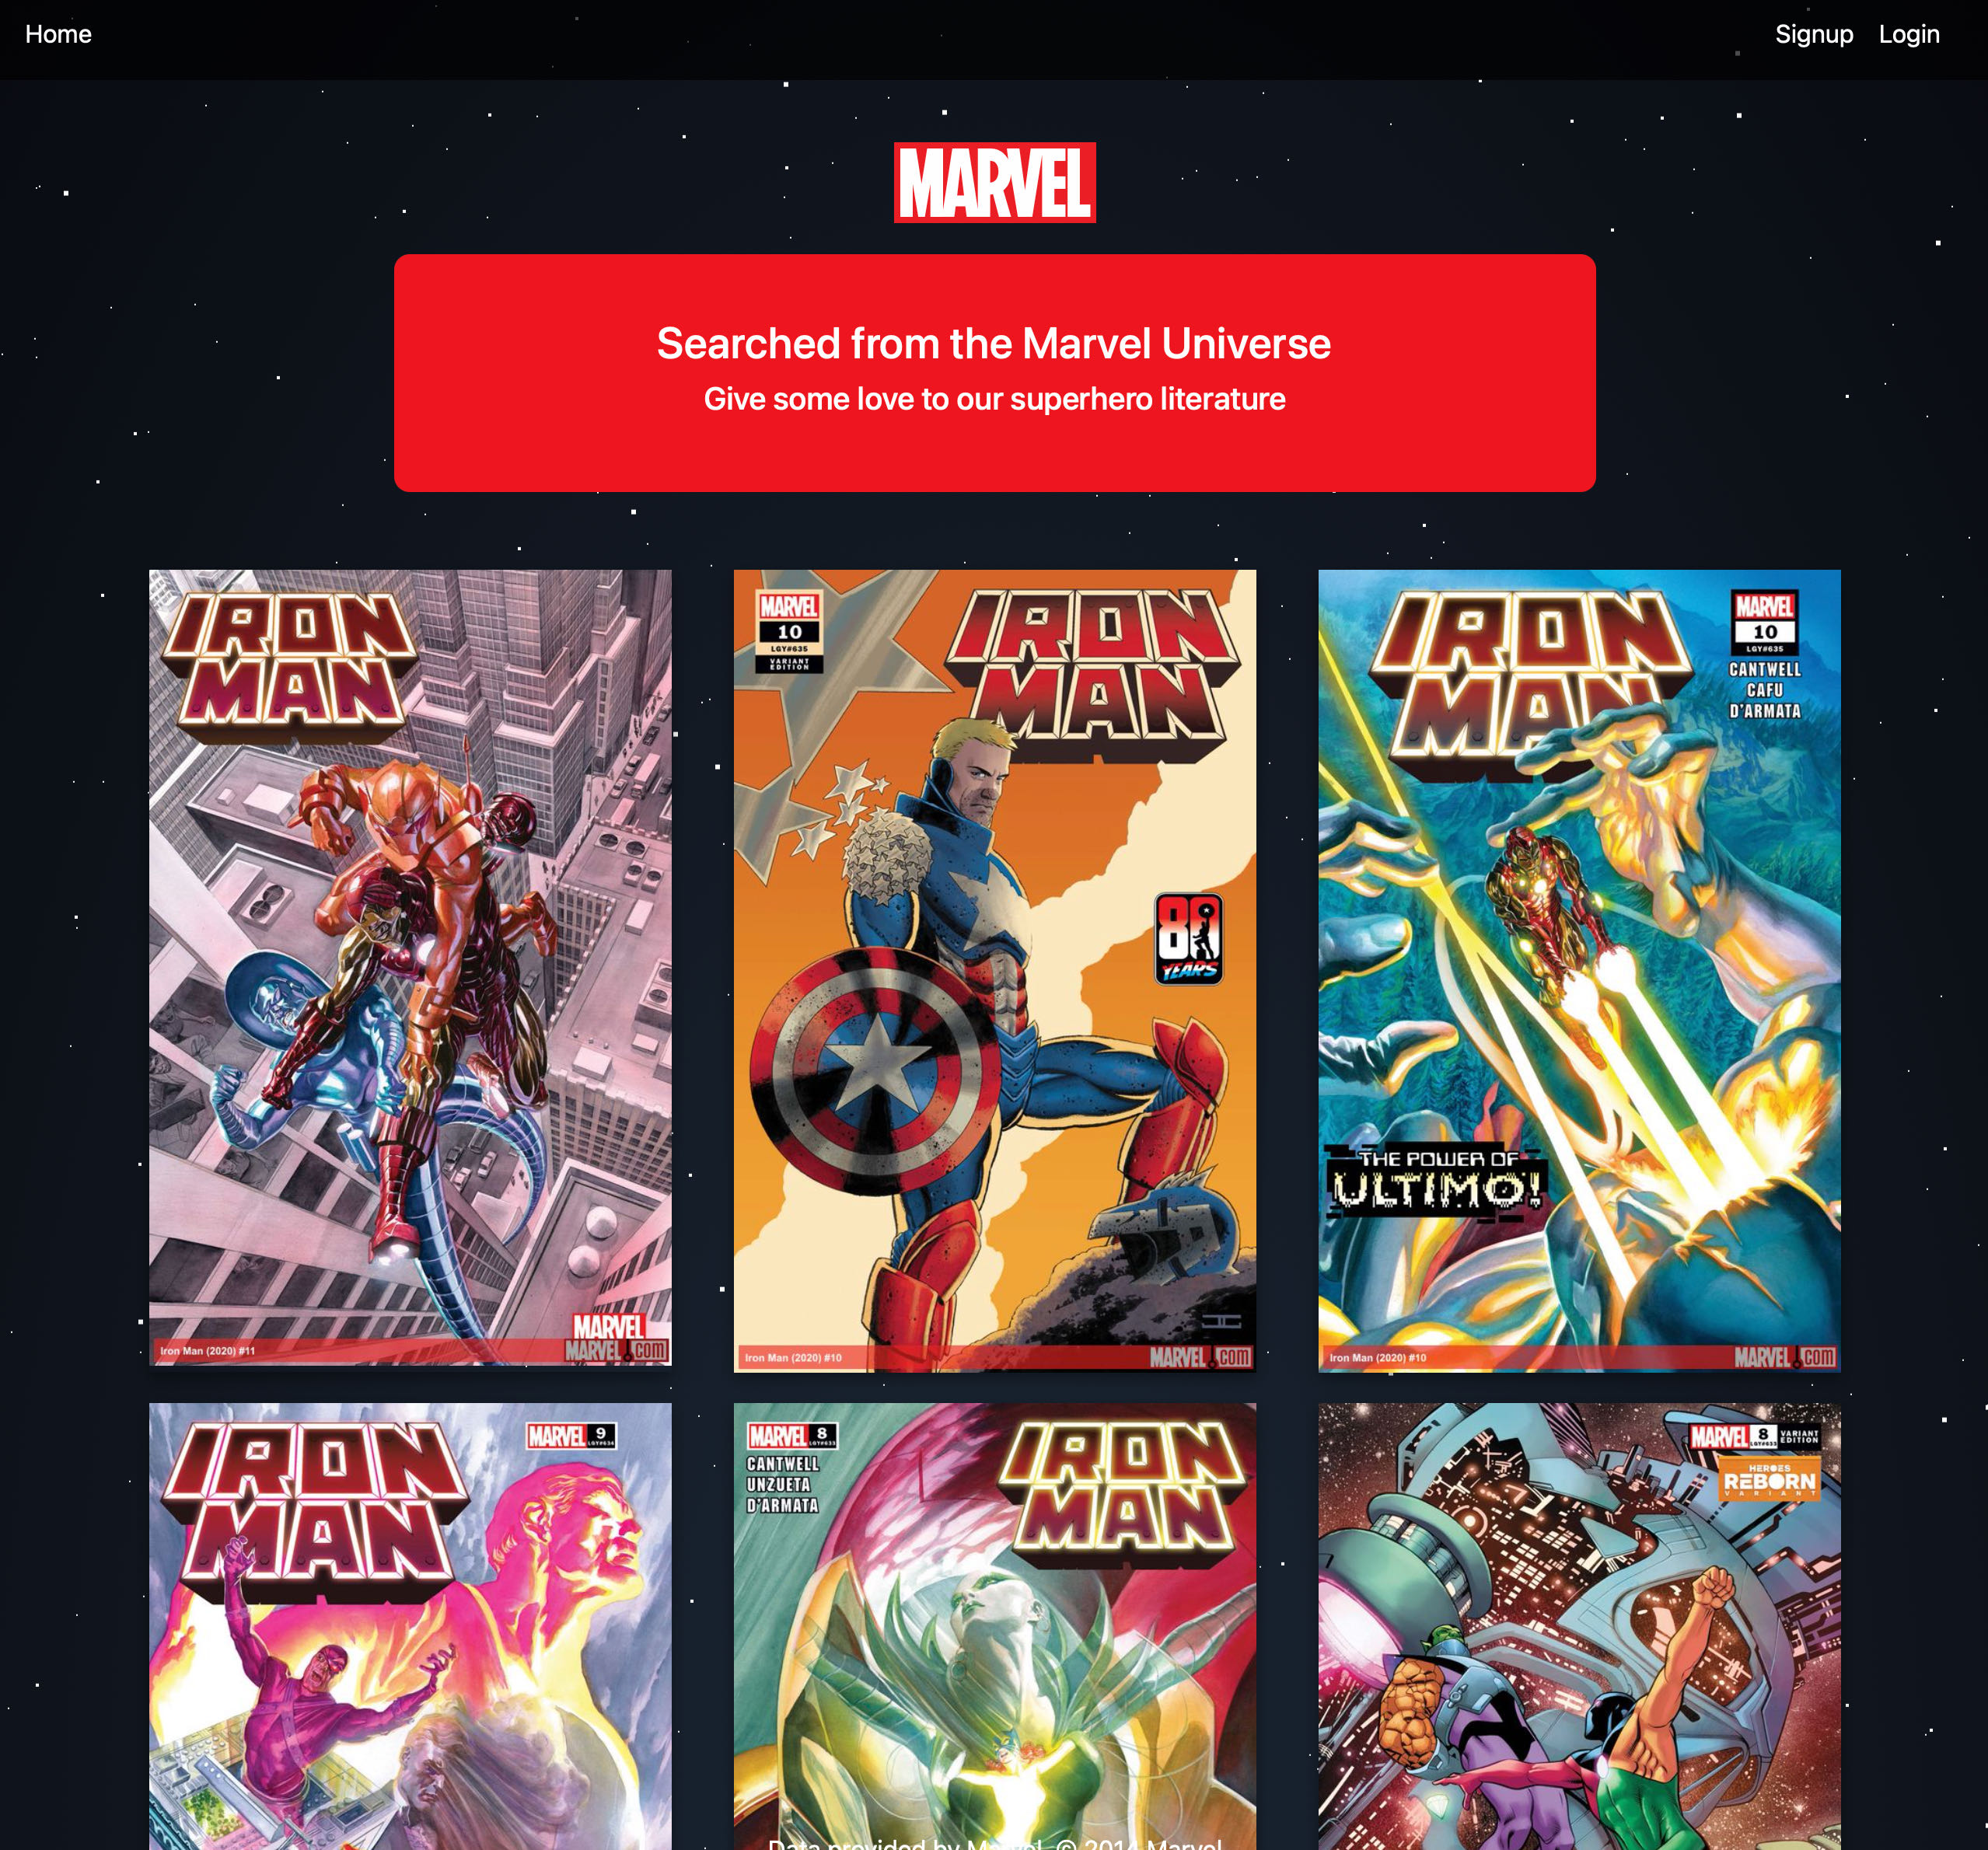 Home
Signup Login
MARVEL
Searched from the Marvel Universe
Give some love to our superhero literature
IRON
MAN
MARVEL
Iron Man (2020) #11
MARVEL.COM
MARVEL
10
LGY#635
VARIANT
EDITION
IRON
MAN
80
YEARS
Iron Man (2020) #10
MARVEL.COM
IRON
MAN
MARVEL
10
LGY#635
CANTWELL
CAFU
D'ARMATA
THE POWER OF
ULTIMO!
Iron Man (2020) #10
MARVEL.COM
IRON
MAN
MARVEL 9
LGY#634
MARVEL 8
LGY#633
CANTWELL
UNZUETA
D'ARMATA
IRON
MAN
MARVEL 8 VARIANT
LGY#633 EDITION
HEROES
REBORN
VARIANT
Data provided by Marvel. © 2014 Marvel